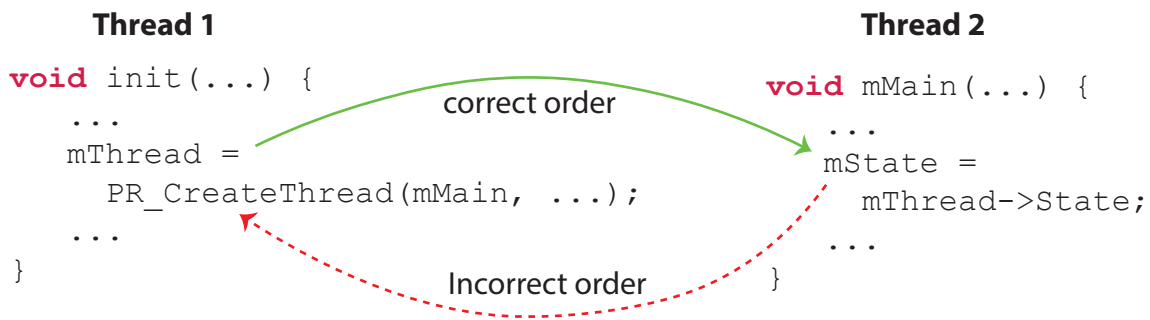 Thread 1
void init(...) {
...
mThread =
PR_CreateThread(mMain, ...);
...
}
correct order
Incorrect order
Thread 2
void mMain(...) {
...
mState =
mThread->State;
...
}